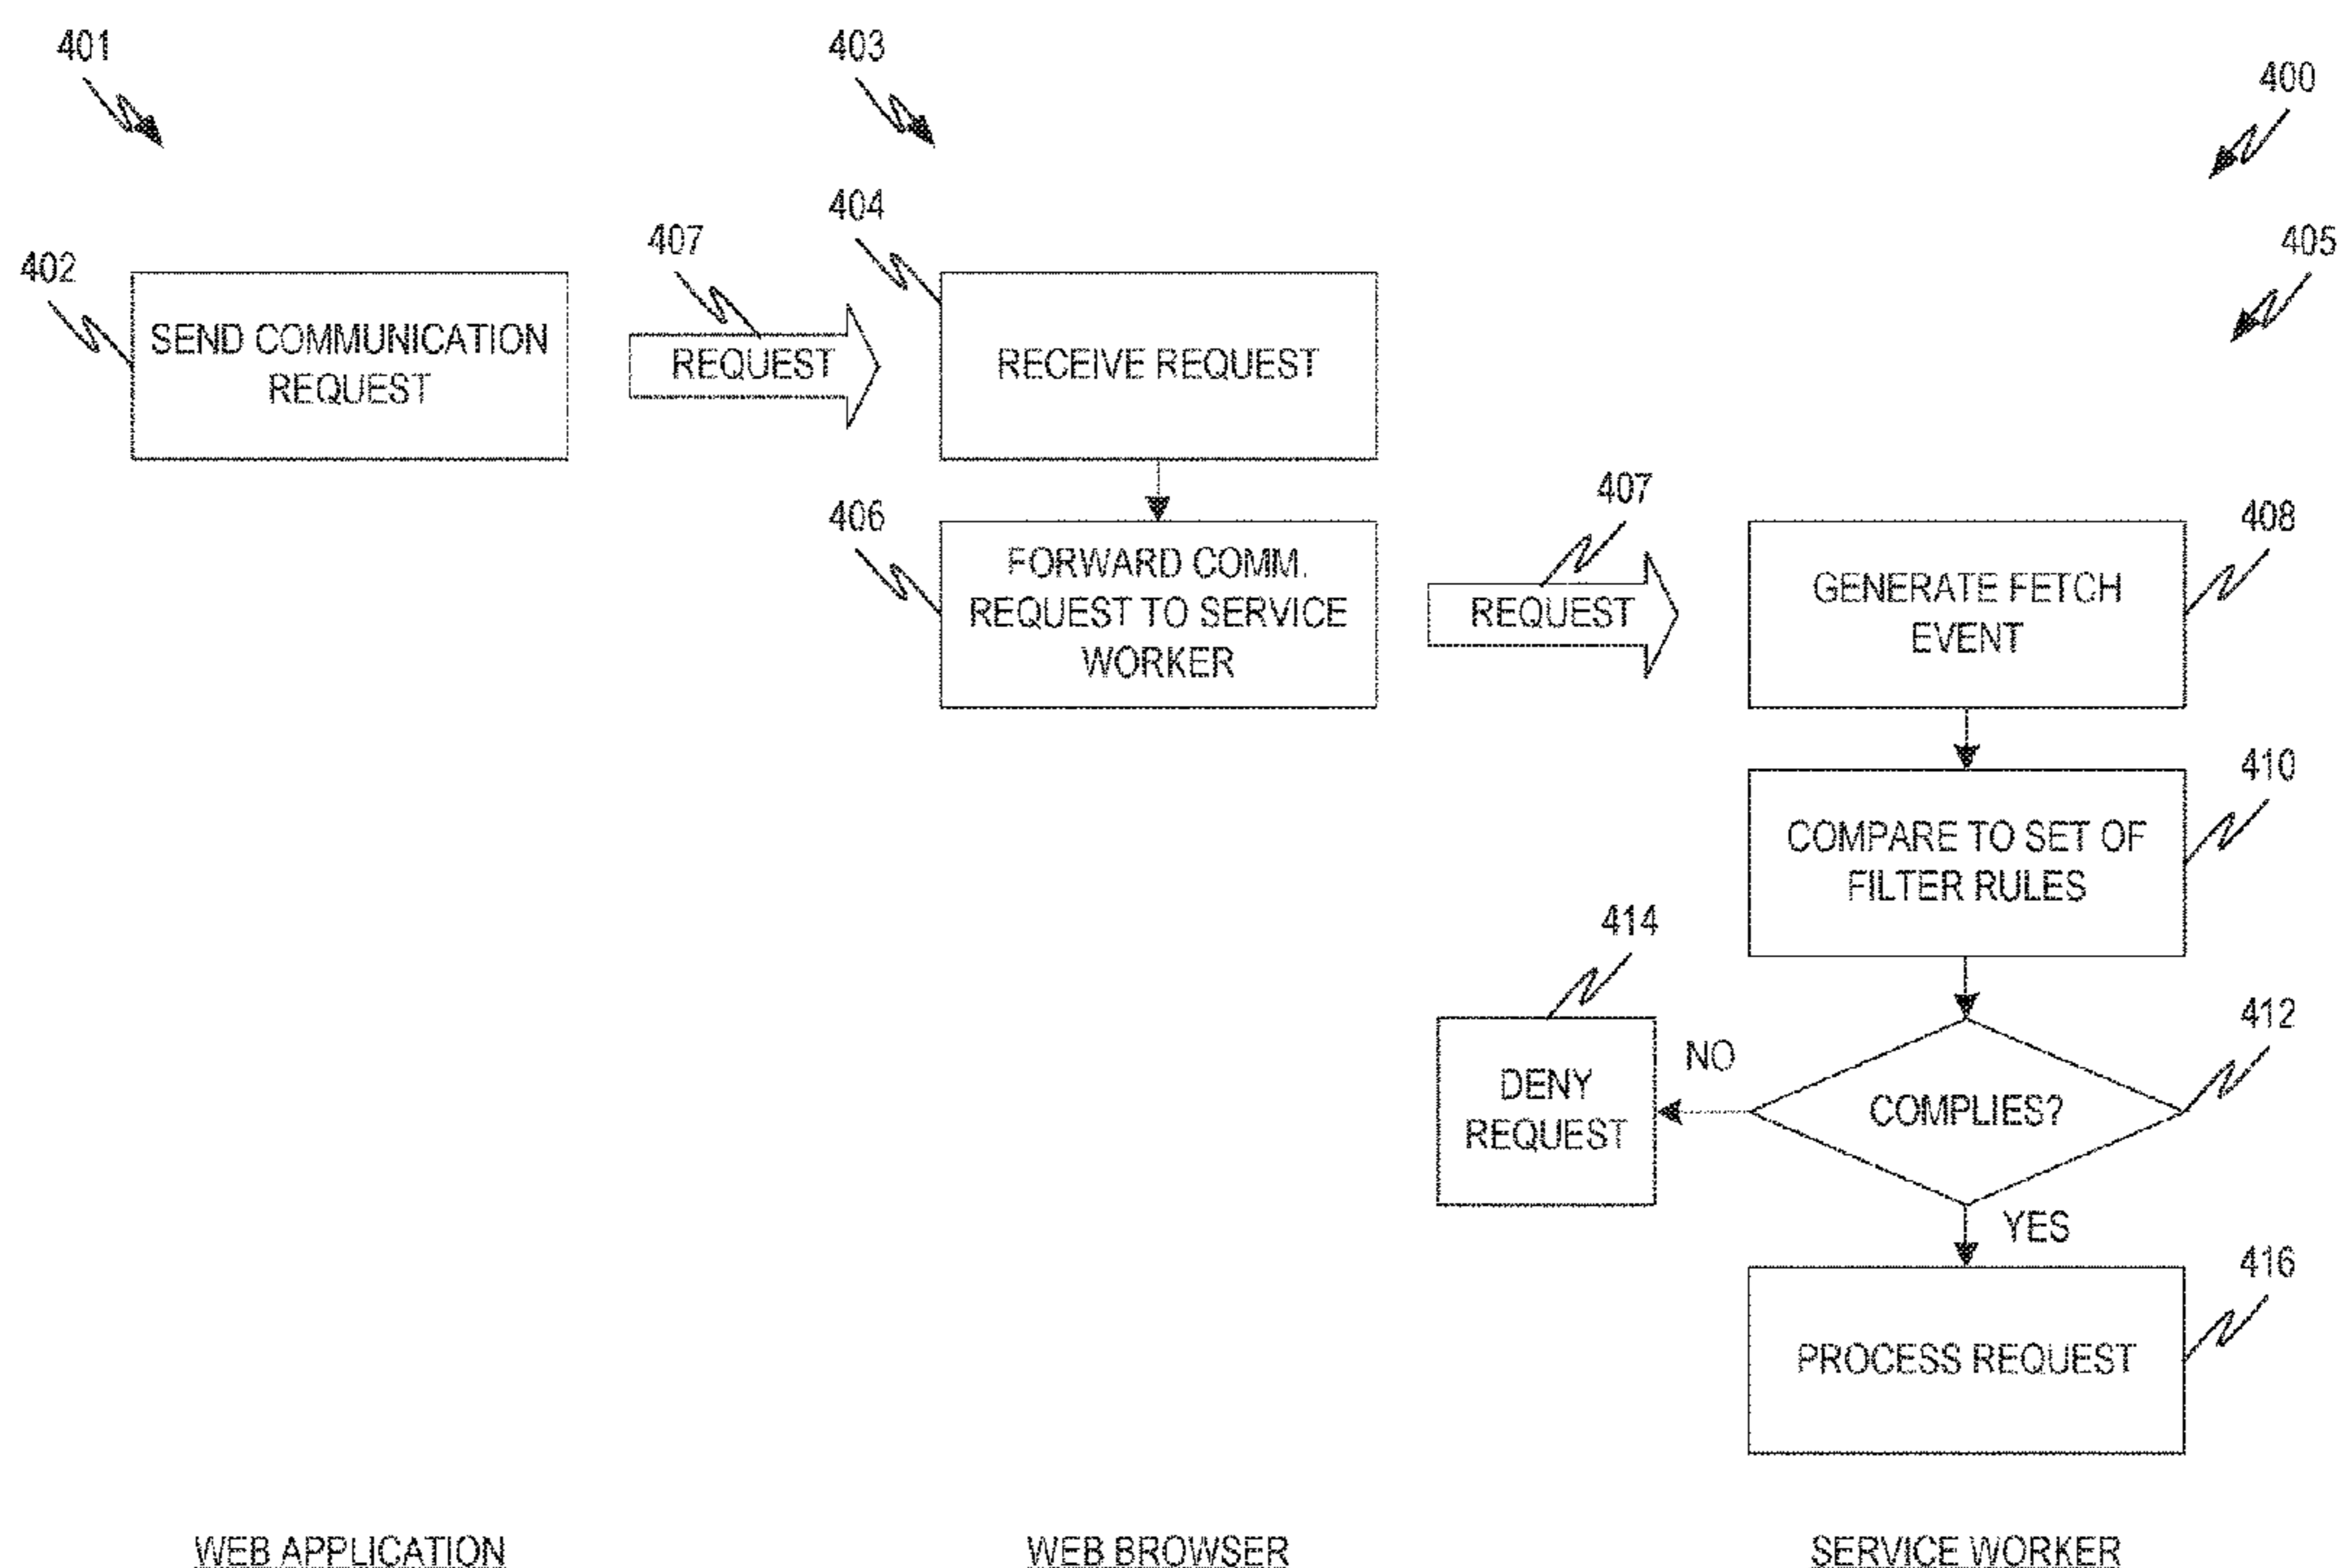 401
403
400
404
405
407
402
SEND COMMUNICATION
REQUEST
REQUEST
RECEIVE REQUEST
407
406
408
FORWARD COMM.
REQUEST TO SERVICE
WORKER
REQUEST
GENERATE FETCH
EVENT
410
COMPARE TO SET OF
FILTER RULES
414
412
NO
DENY
REQUEST
COMPLIES?
YES
416
PROCESS REQUEST
WEB APPLICATION
WEB BROWSER
SERVICE WORKER